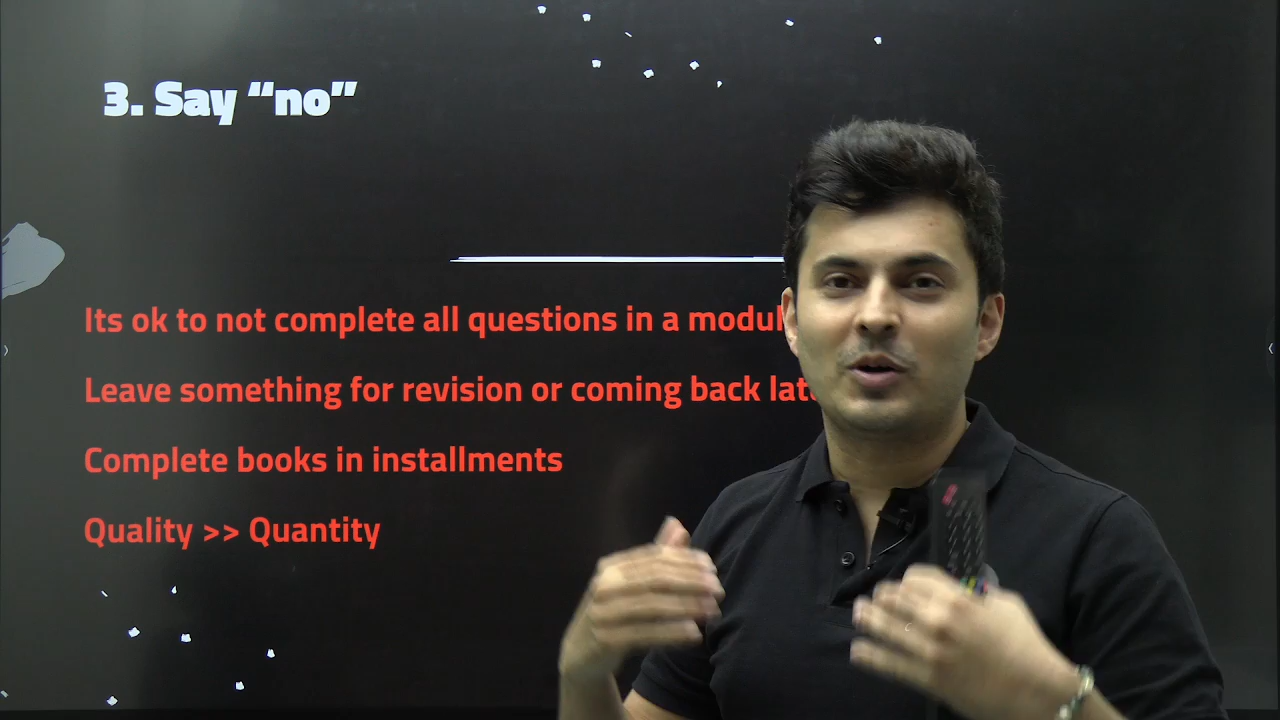 3. Say “no”
Its ok to not complete all questions in a
Leave something for revision or coming back
Complete books in installments
Quality >> Quantity